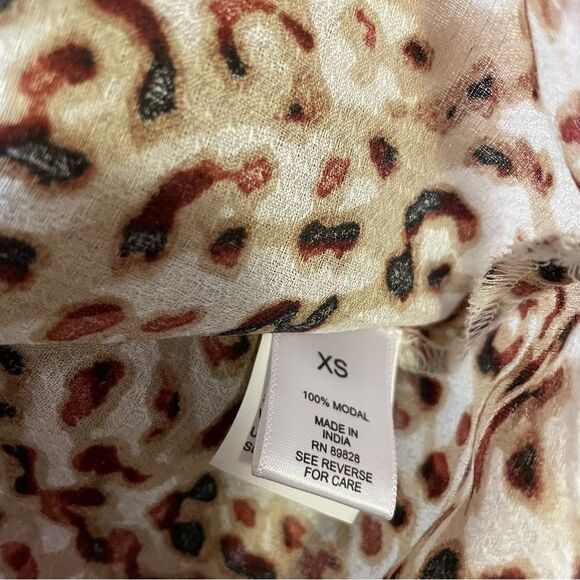 XS
100% MODAL
MADE IN
INDIA
RN 89828
SEE REVERSE
FOR CARE